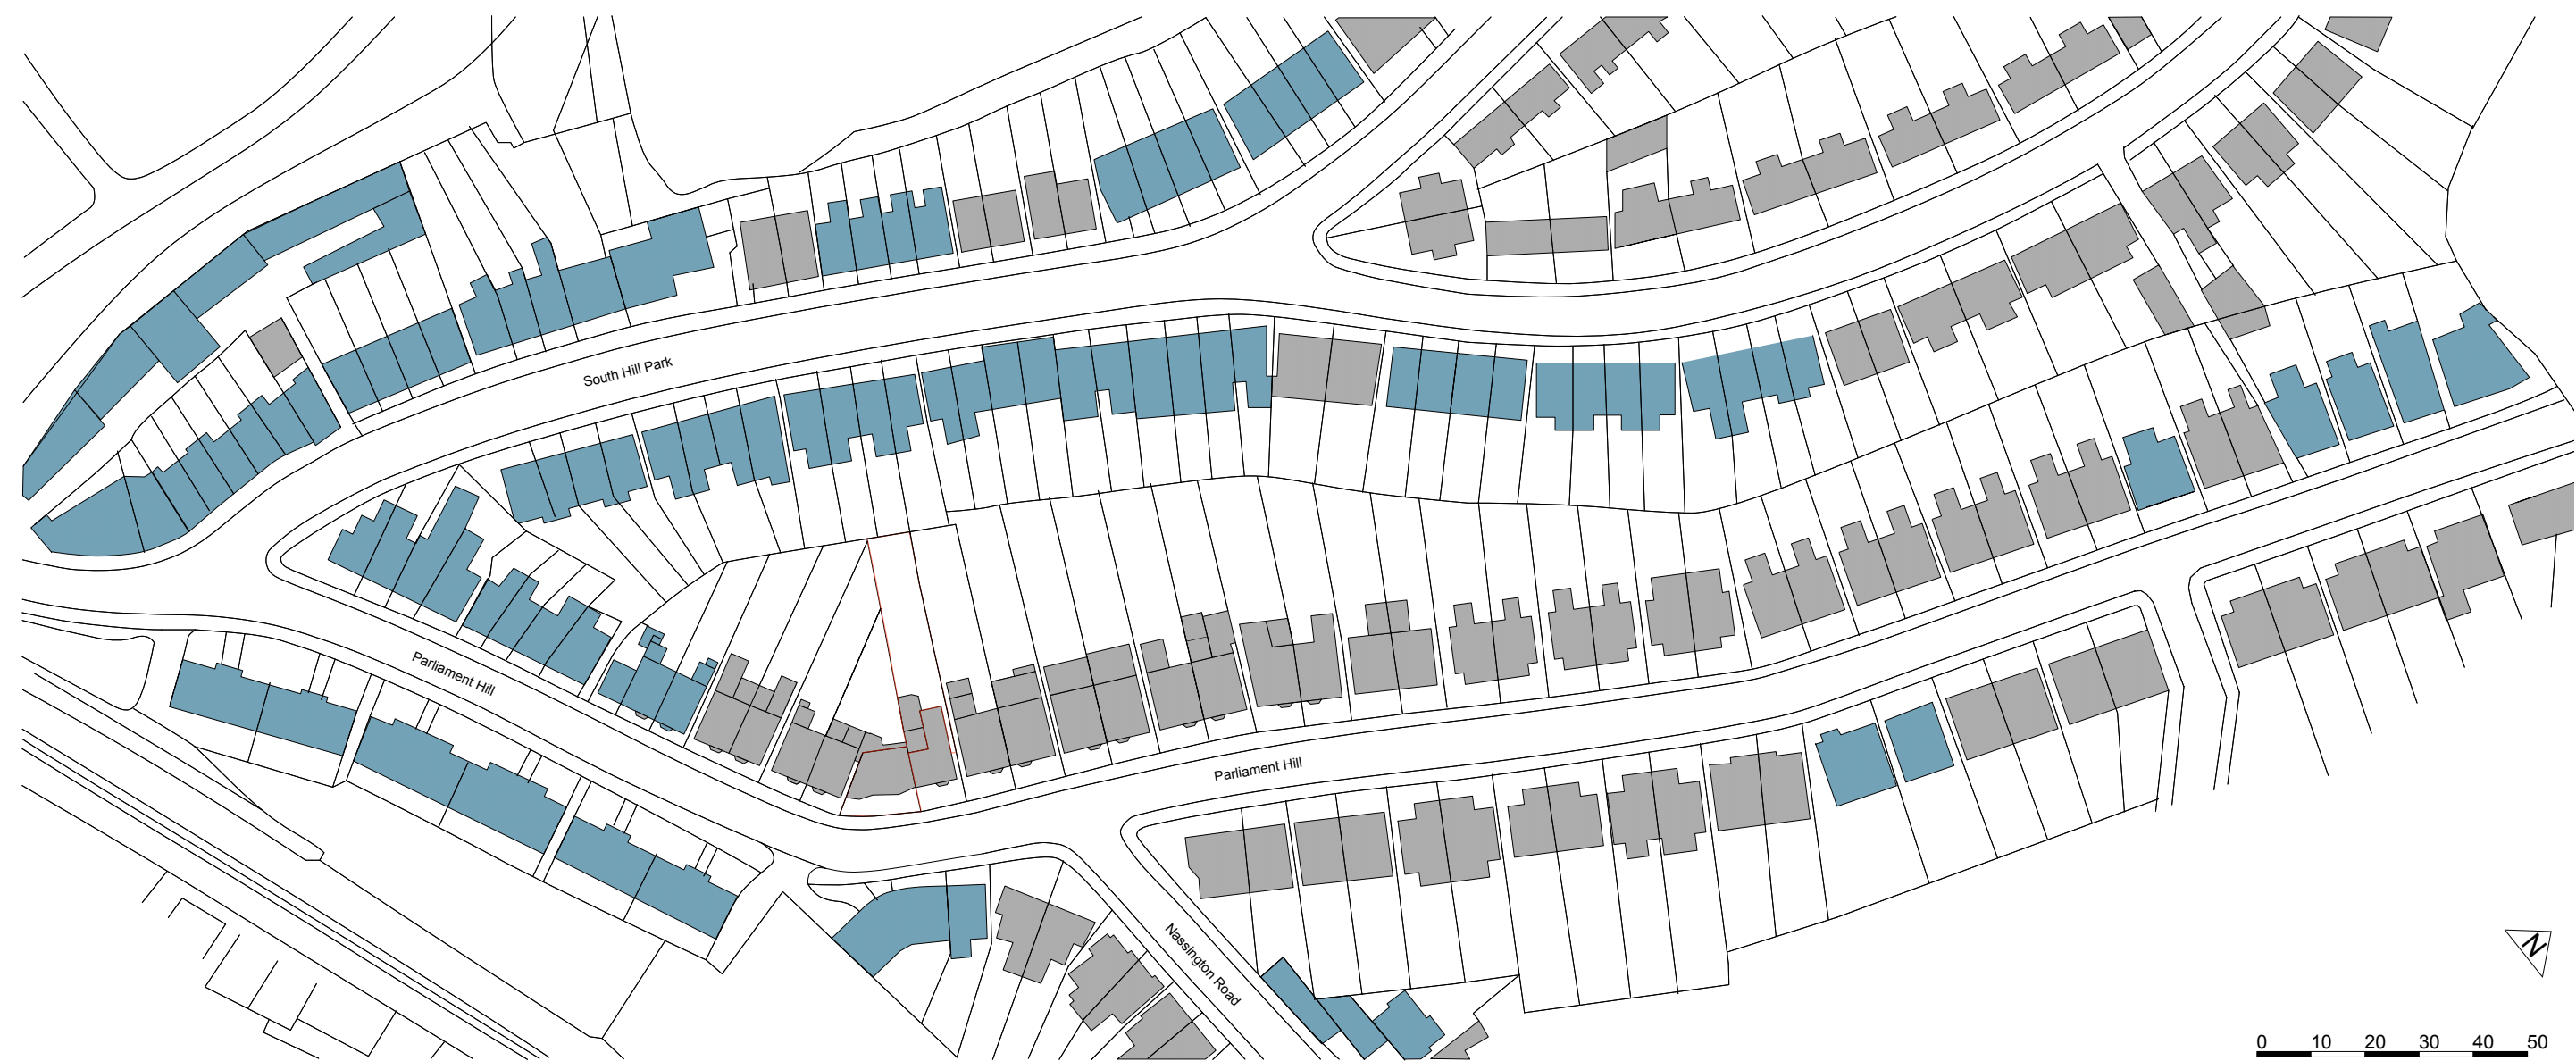 South Hill Park
Parliament Hill
Parliament Hill
Nassington Road
N
0 10 20 30 40 50